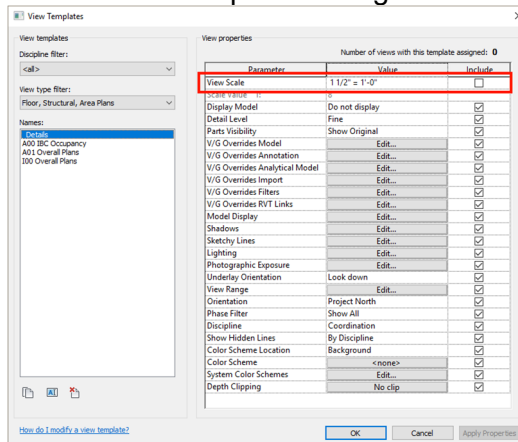 View Templates
View templates
Discipline filter:
<all>
View type filter:
Floor, Structural, Area Plans
Names:
Details
A00 IBC Occupancy
A01 Overall Plans
I00 Overall Plans
How do I modify a view template?
View properties
Number of views with this template assigned: 0
Parameter Value Include
View Scale 1 1/2" = 1'-0"
Scale Value 1: 8
Display Model Do not display
Detail Level Fine
Parts Visibility Show Original
V/G Overrides Model Edit...
V/G Overrides Annotation Edit...
V/G Overrides Analytical Model Edit...
V/G Overrides Import Edit...
V/G Overrides Filters Edit...
V/G Overrides RVT Links Edit...
Model Display Edit...
Shadows Edit...
Sketchy Lines Edit...
Lighting Edit...
Photographic Exposure Edit...
Underlay Orientation Look down
View Range Edit...
Orientation Project North
Phase Filter Show All
Discipline Coordination
Show Hidden Lines By Discipline
Color Scheme Location Background
Color Scheme <none>
System Color Schemes Edit...
Depth Clipping No clip
OK Cancel Apply Properties